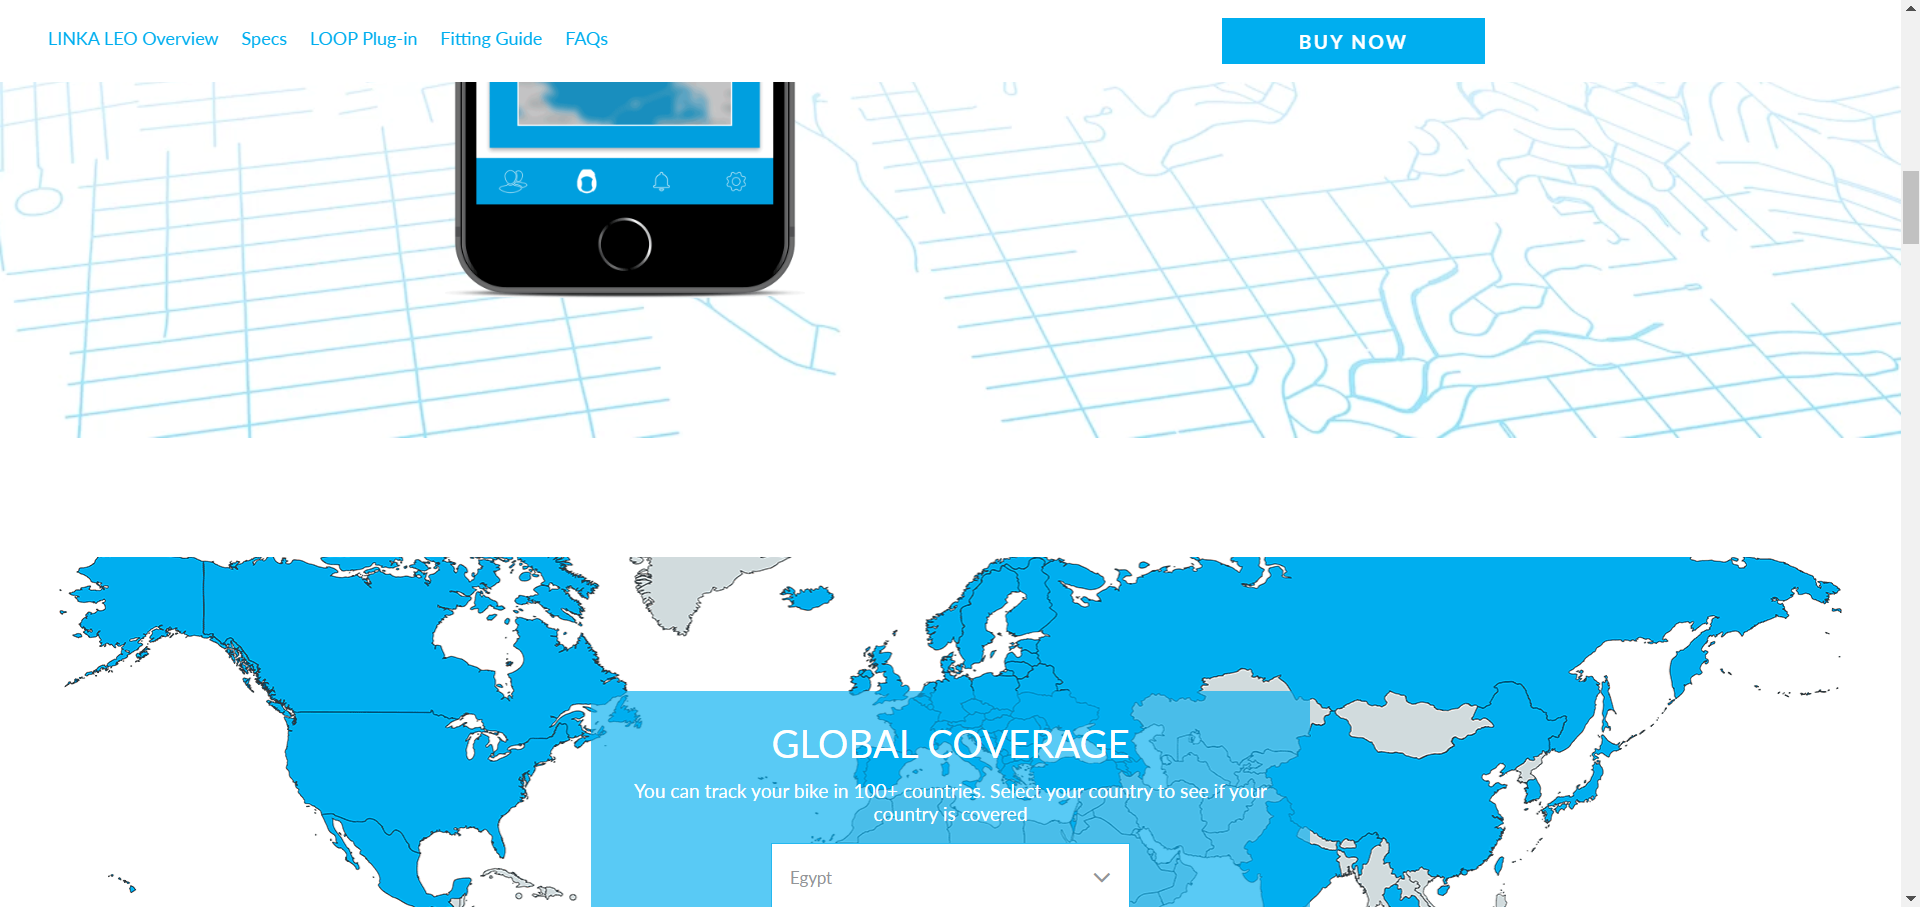 LINKA LEO Overview Specs LOOP Plug-in Fitting Guide FAQs BUY NOW
GLOBAL COVERAGE
You can track your bike in 100+ countries. Select your country to see if your
country is covered
Egypt